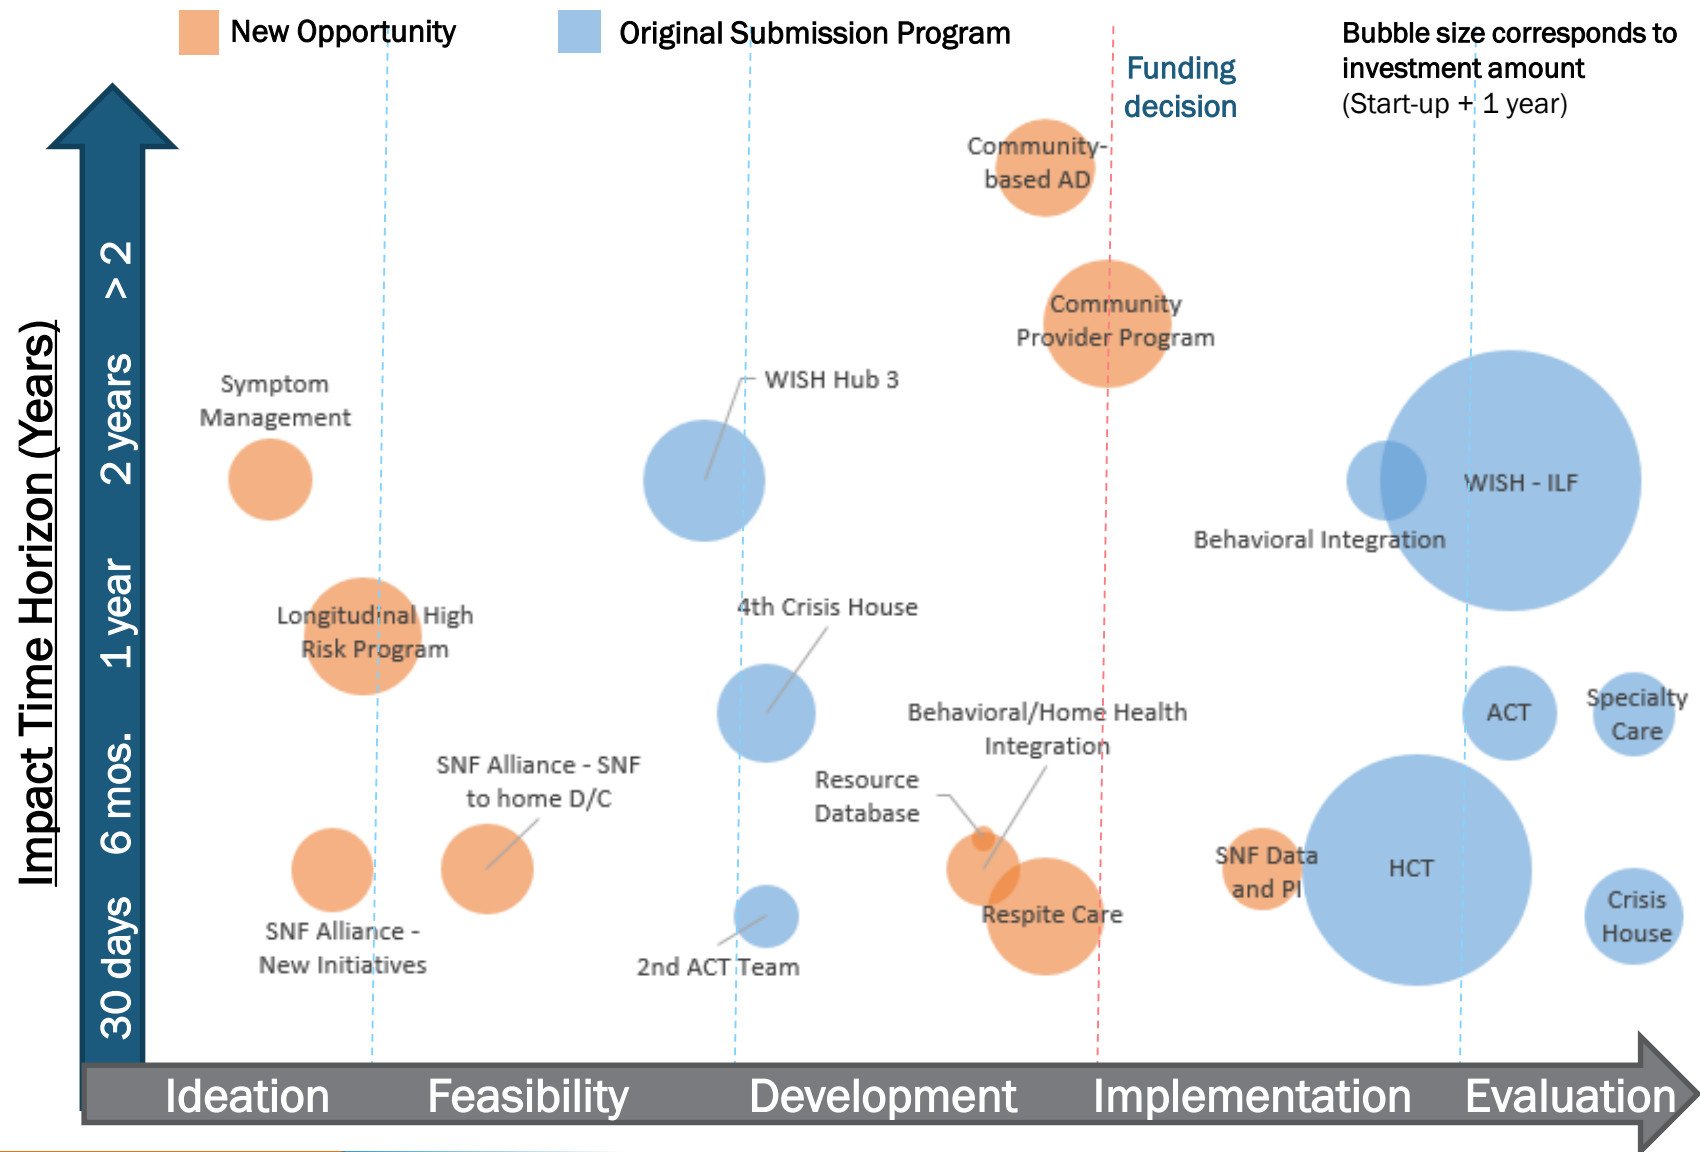 New Opportunity
Original Submission Program
Bubble size corresponds to
investment amount
(Start-up + 1 year)
Funding
decision
Community-
based AD
Community
Provider Program
Symptom
Management
WISH Hub 3
WISH - ILF
Behavioral Integration
Longitudinal High
Risk Program
4th Crisis House
ACT
Specialty
Care
Behavioral/Home Health
Integration
SNF Alliance - SNF
to home D/C
Resource
Database
SNF Data
and PI
HCT
Respite Care
Crisis
House
SNF Alliance -
New Initiatives
2nd ACT Team
Impact Time Horizon (Years)
30 days
6 mos.
1 year
2 years
> 2
Ideation
Feasibility
Development
Implementation
Evaluation